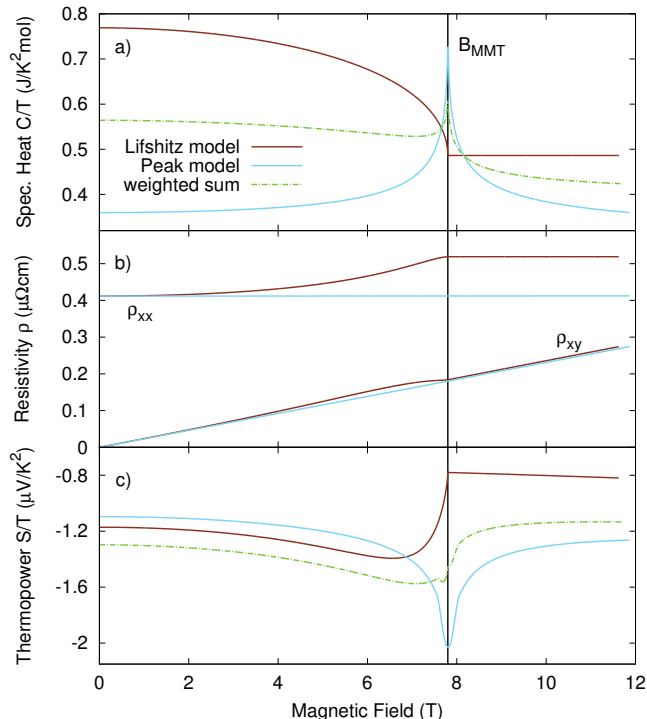 0.8
a)
B_MMT
0.7
0.6
0.5
0.4
Spec. Heat C/T (J/K²mol)
Lifshitz model
Peak model
weighted sum
b)
0.5
0.4
0.3
0.2
0.1
0
Resistivity ρ (μΩcm)
ρxx
ρxy
c)
-0.8
-1.2
-1.6
-2
Thermopower S/T (μV/K²)
0 2 4 6 8 10 12
Magnetic Field (T)